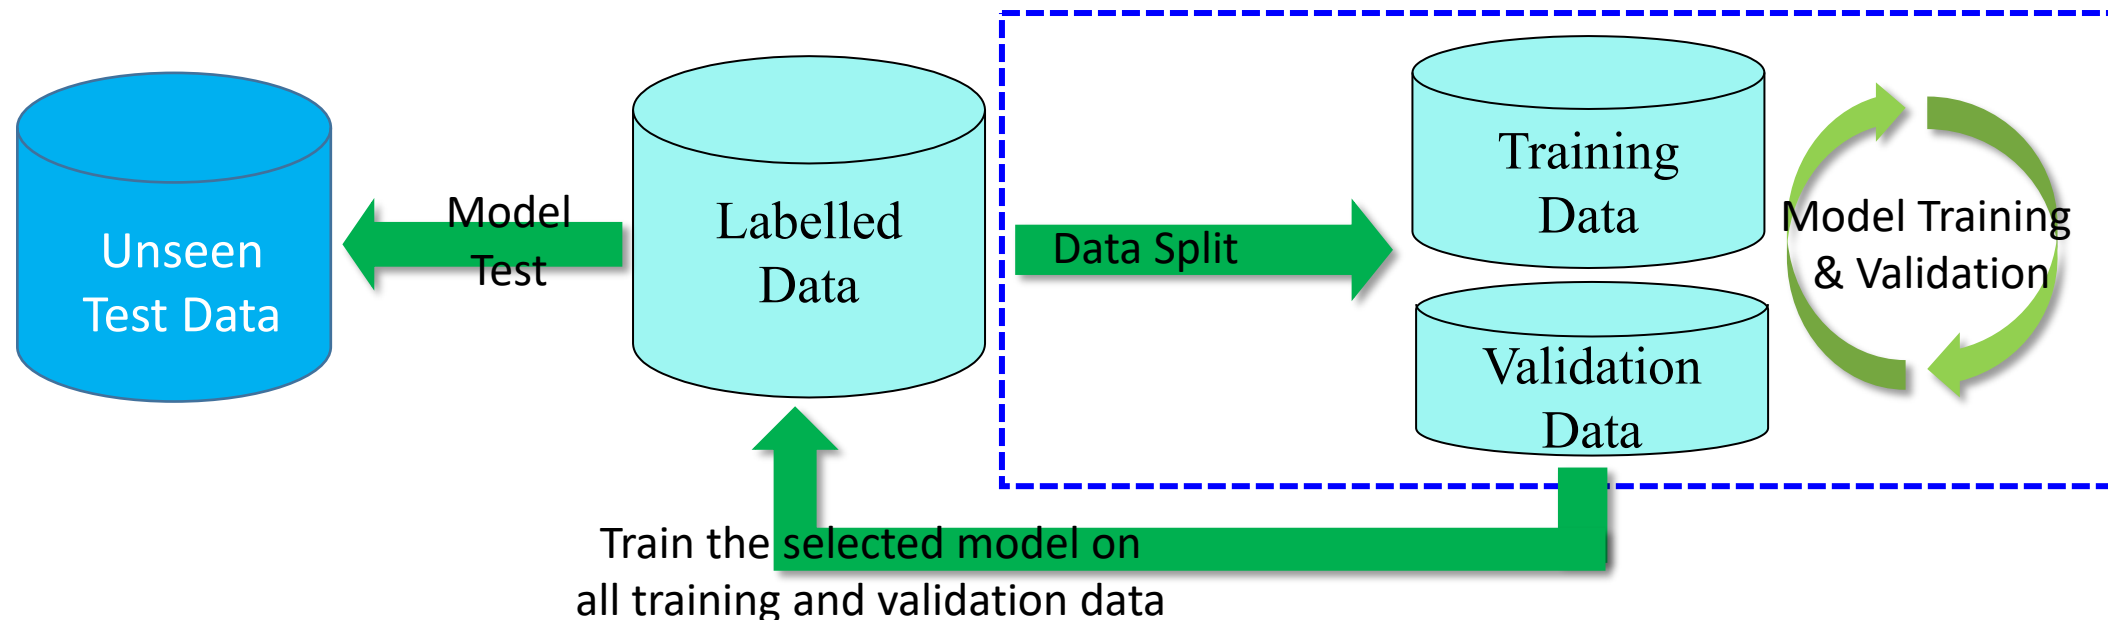 Unseen
Test Data
Model
Test
Labelled
Data
Data Split
Training
Data
Validation
Data
Model Training
& Validation
Train the selected model on
all training and validation data